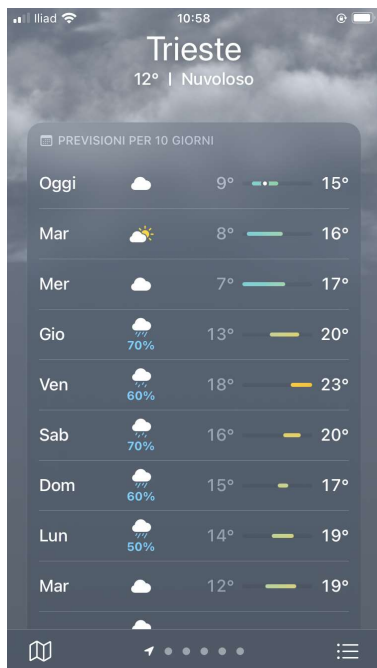 Iliad 10:58
Trieste
12° | Nuvoloso
PREVISIONI PER 10 GIORNI
Oggi 9° 15°
Mar 8° 16°
Mer 7° 17°
Gio 70% 13° 20°
Ven 60% 18° 23°
Sab 70% 16° 20°
Dom 60% 15° 17°
Lun 50% 14° 19°
Mar 12° 19°